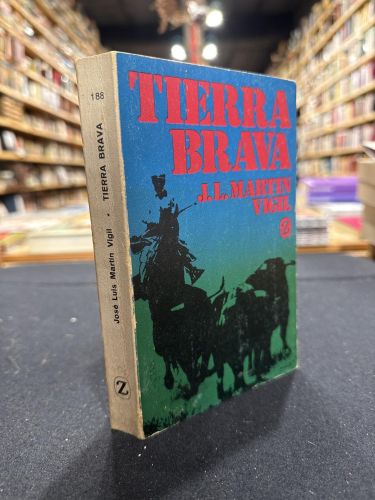 188
José Luis Martín Vigil • TIERRA BRAVA
Z
TIERRA
BRAVA
J.L. MARTIN
VIGIL
Z